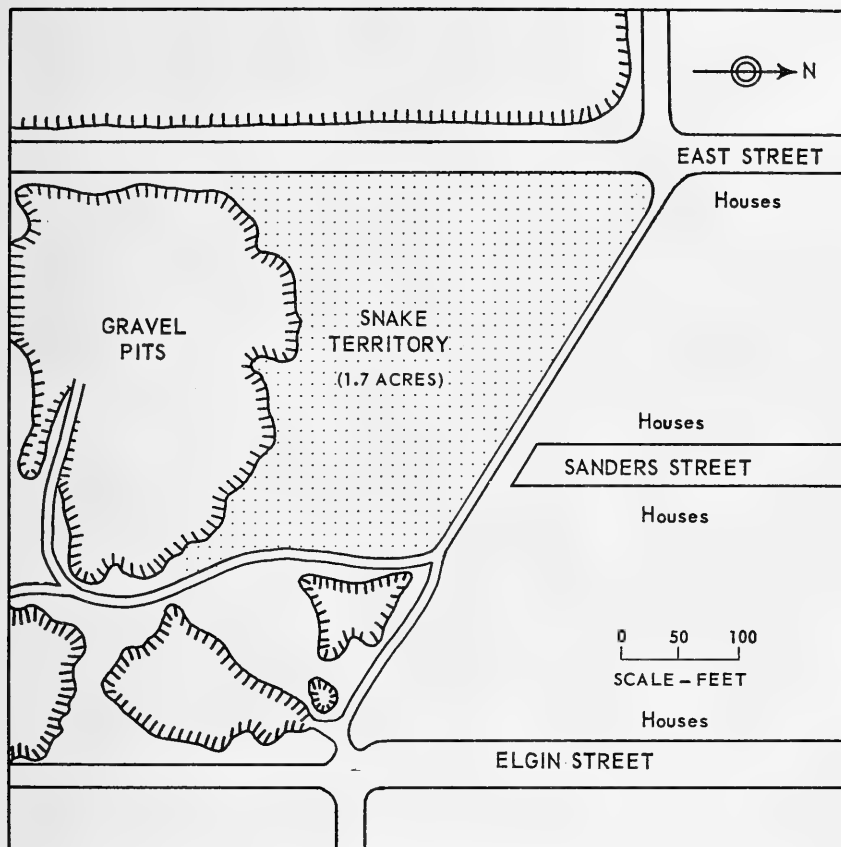 N
EAST STREET
Houses
GRAVEL
PITS
SNAKE
TERRITORY
(1.7 ACRES)
Houses
SANDERS STREET
Houses
0 50 100
SCALE – FEET
Houses
ELGIN STREET